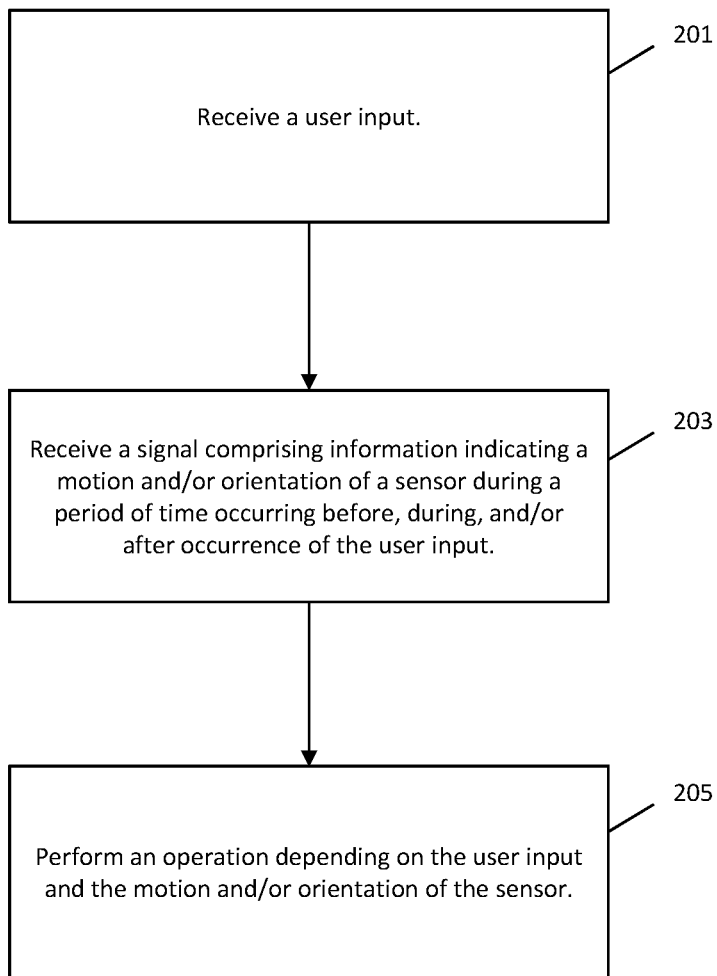 201
Receive a user input.
203
Receive a signal comprising information indicating a
motion and/or orientation of a sensor during a
period of time occurring before, during, and/or
after occurrence of the user input.
205
Perform an operation depending on the user input
and the motion and/or orientation of the sensor.